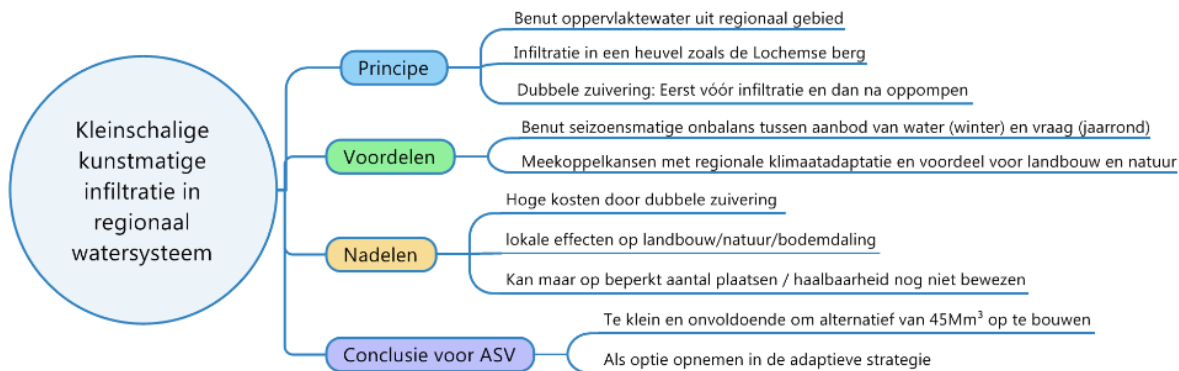 Kleinschalige
kunstmatige
infiltratie in
regionaal
watersysteem
Principe
Benut oppervlaktewater uit regionaal gebied
Infiltratie in een heuvel zoals de Lochemse berg
Dubbele zuivering: Eerst vóór infiltratie en dan na oppompen
Voordelen
Benut seizoensmatige onbalans tussen aanbod van water (winter) en vraag (jaarrond)
Meekoppelkansen met regionale klimaatadaptatie en voordeel voor landbouw en natuur
Nadelen
Hoge kosten door dubbele zuivering
lokale effecten op landbouw/natuur/bodemdaling
Kan maar op beperkt aantal plaatsen / haalbaarheid nog niet bewezen
Conclusie voor ASV
Te klein en onvoldoende om alternatief van 45Mm³ op te bouwen
Als optie opnemen in de adaptieve strategie